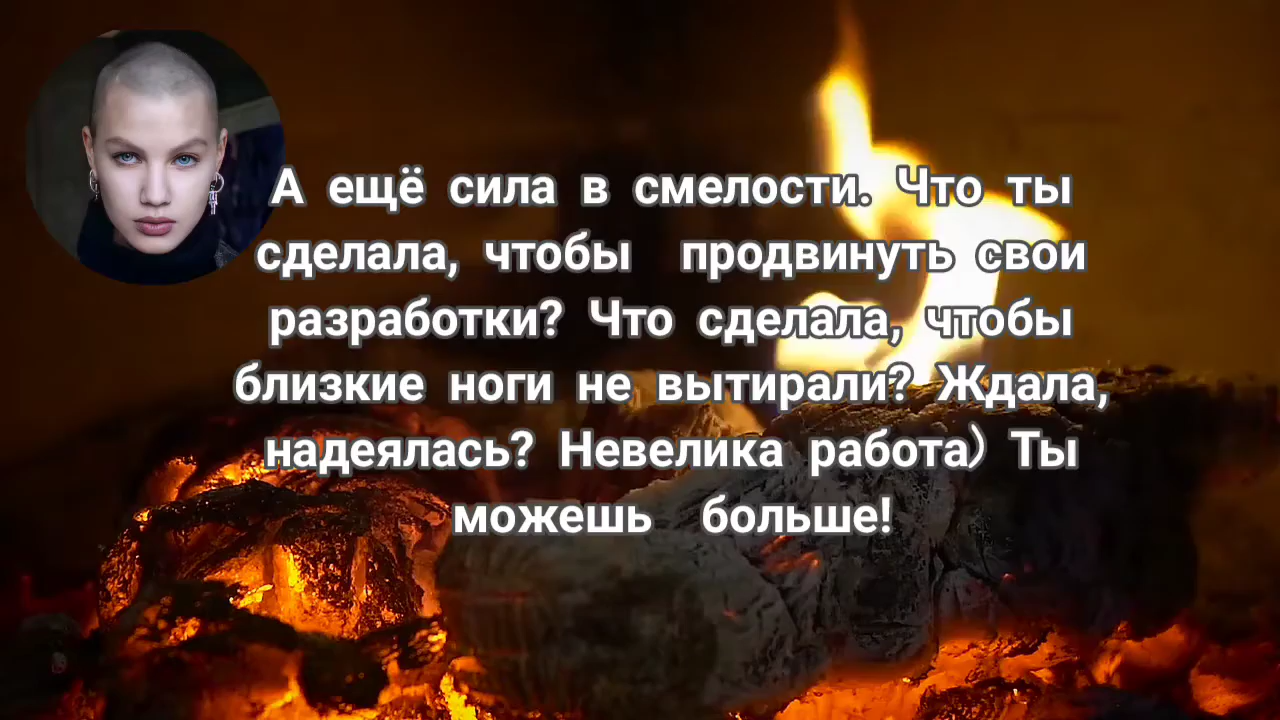 А ещё сила в смелости. Что ты
сделала, чтобы продвинуть свои
разработки? Что сделала, чтобы
близкие ноги не вытирали? Ждала,
надеялась? Невелика работа) Ты
можешь больше!